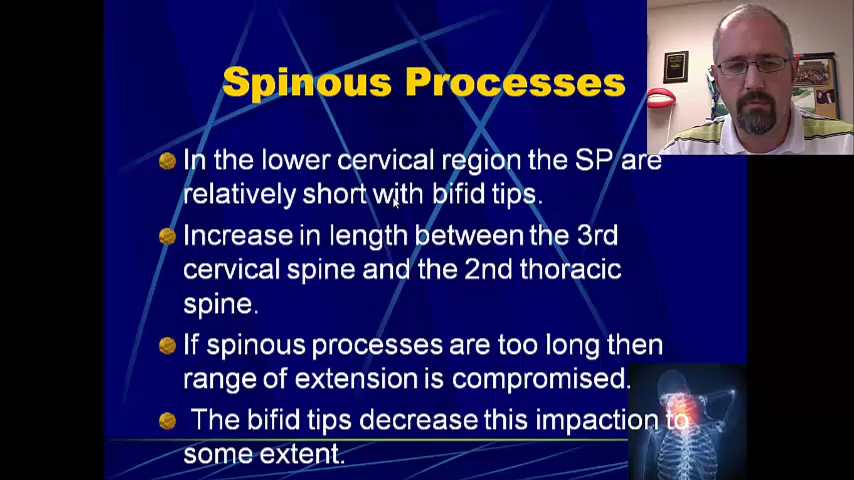 Spinous Processes
In the lower cervical region the SP are
relatively short with bifid tips.
Increase in length between the 3rd
cervical spine and the 2nd thoracic
spine.
If spinous processes are too long then
range of extension is compromised.
The bifid tips decrease this impaction to
some extent.